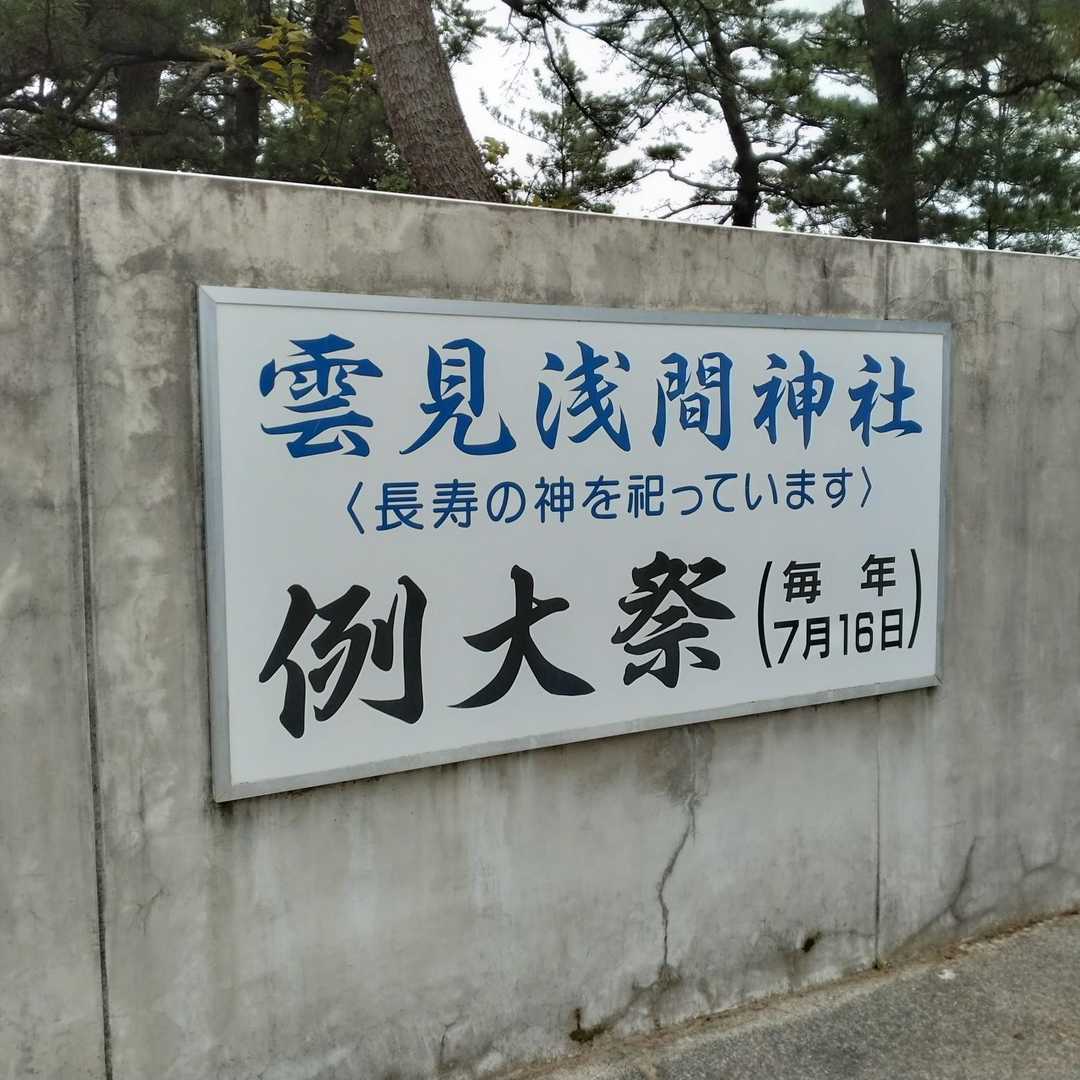 雲見浅間神社
〈長寿の神を祀っています〉
例大祭(毎年
7月16日)